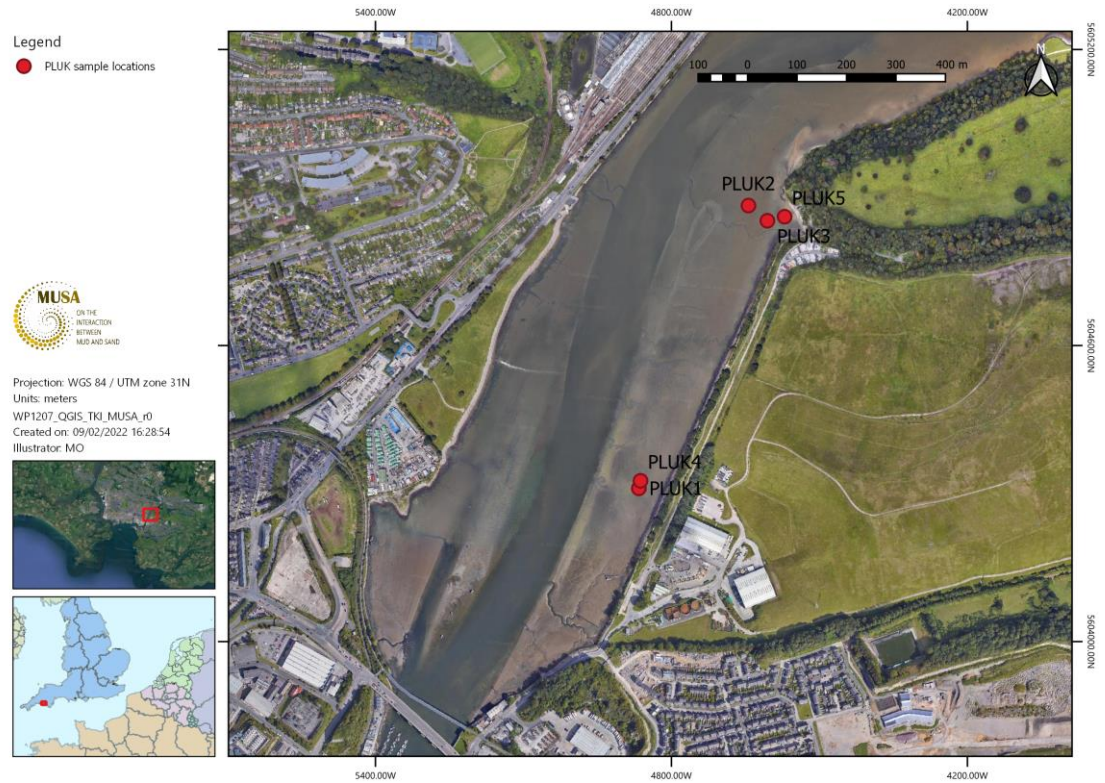 5400.00W
4800.00W
4200.00W
Legend
PLUK sample locations
5605200.00N
N
100
0
100
200
300
400 m
PLUK2
PLUK5
PLUK3
MUSA
ON THE
INTERACTION
BETWEEN
MUD AND SAND
5604600.00N
Projection: WGS 84 / UTM zone 31N
Units: meters
WP1207_QGIS_TKI_MUSA_r0
Created on: 09/02/2022 16:28:54
Illustrator: MO
PLUK4
PLUK1
5604000.00N
5400.00W
4800.00W
4200.00W